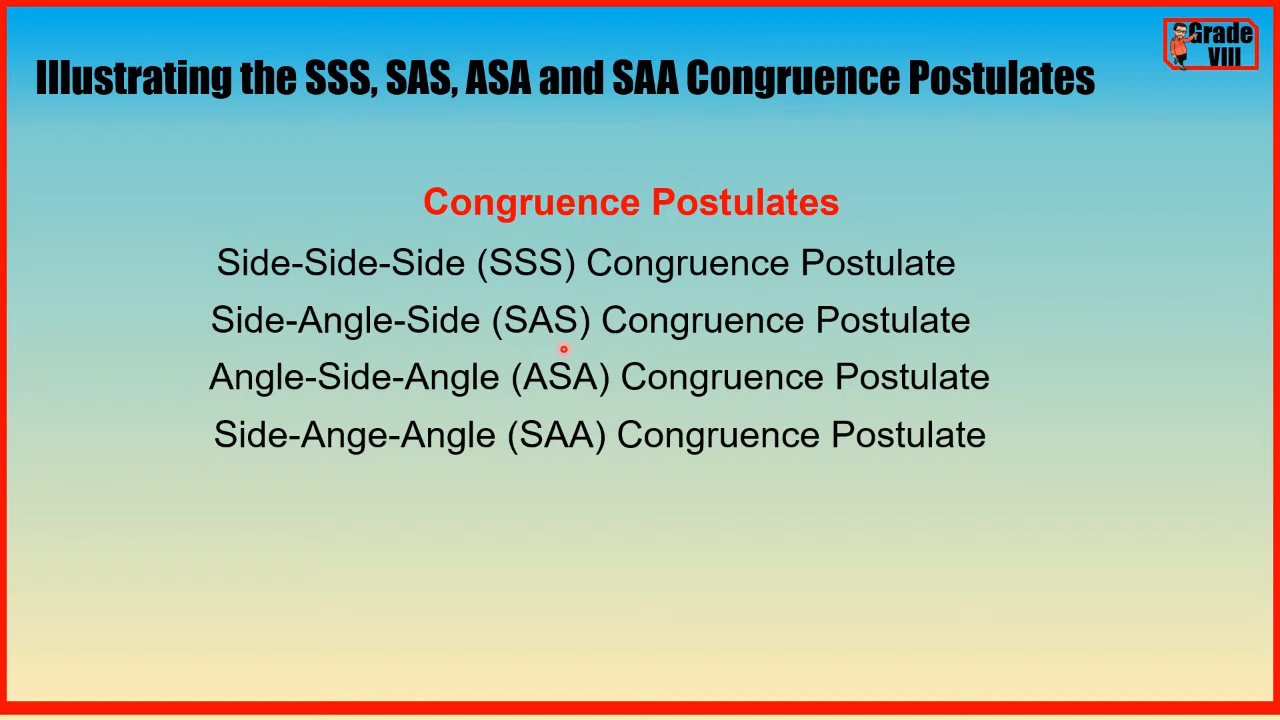 Grade
VIII
Illustrating the SSS, SAS, ASA and SAA Congruence Postulates
Congruence Postulates
Side-Side-Side (SSS) Congruence Postulate
Side-Angle-Side (SAS) Congruence Postulate
Angle-Side-Angle (ASA) Congruence Postulate
Side-Ange-Angle (SAA) Congruence Postulate